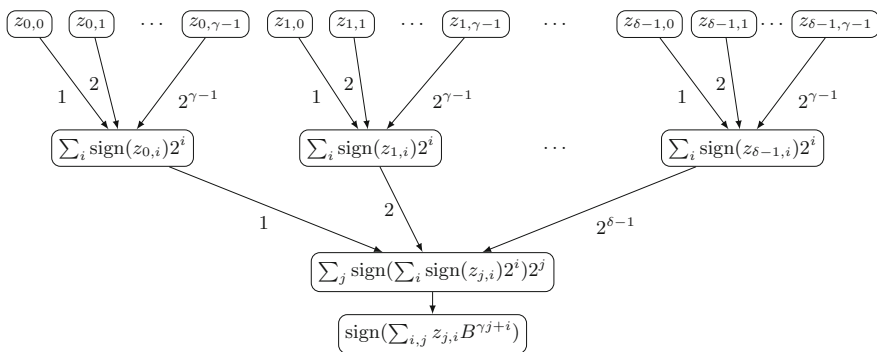 z_{0,0} z_{0,1} ⋯ z_{0,γ−1} z_{1,0} z_{1,1} ⋯ z_{1,γ−1} ⋯ z_{δ−1,0} z_{δ−1,1} ⋯ z_{δ−1,γ−1}
1 2 2^{γ−1} 1 2 2^{γ−1} 1 2 2^{γ−1}
∑_i sign(z_{0,i})2^i ∑_i sign(z_{1,i})2^i ⋯ ∑_i sign(z_{δ−1,i})2^i
1 2 2^{δ−1}
∑_j sign(∑_i sign(z_{j,i})2^i)2^j
sign(∑_{i,j} z_{j,i}B^{γj+i})